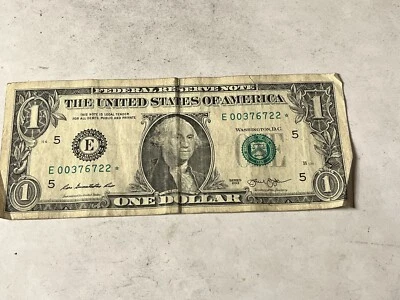 FEDERAL RESERVE NOTE
THE UNITED STATES OF AMERICA
1
1
THIS NOTE IS LEGAL TENDER
FOR ALL DEBTS, PUBLIC AND PRIVATE
E 00376722 *
WASHINGTON, D.C.
5
5
E
E 00376722 *
5
5
SERIES
1
ONE DOLLAR
1